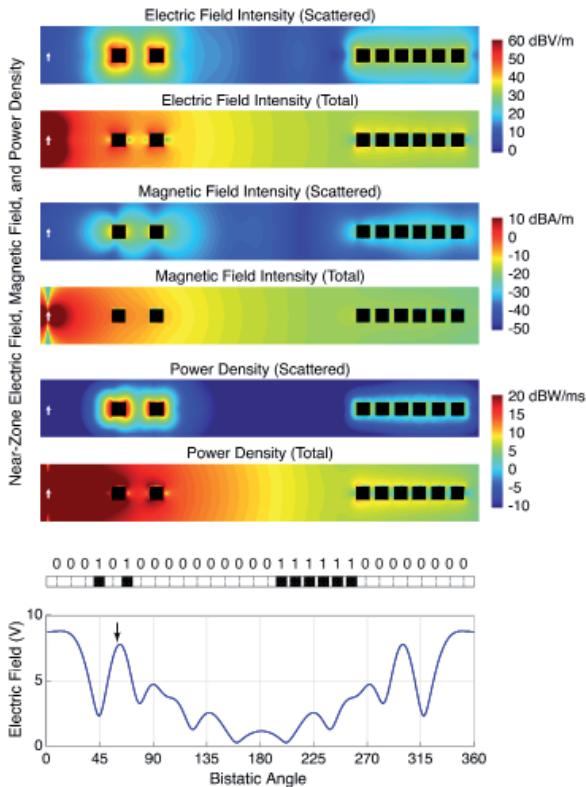 Electric Field Intensity (Scattered)
60 dBV/m
50
40
30
20
10
0
Electric Field Intensity (Total)
Magnetic Field Intensity (Scattered)
10 dBA/m
0
-10
-20
-30
-40
-50
Magnetic Field Intensity (Total)
Power Density (Scattered)
20 dBW/ms
15
10
5
0
-5
-10
Power Density (Total)
Near-Zone Electric Field, Magnetic Field, and Power Density
0 0 0 1 0 1 0 0 0 0 0 0 0 0 0 0 1 1 1 1 1 1 0 0 0 0 0 0 0 0
10
5
0
Electric Field (V)
0 45 90 135 180 225 270 315 360
Bistatic Angle